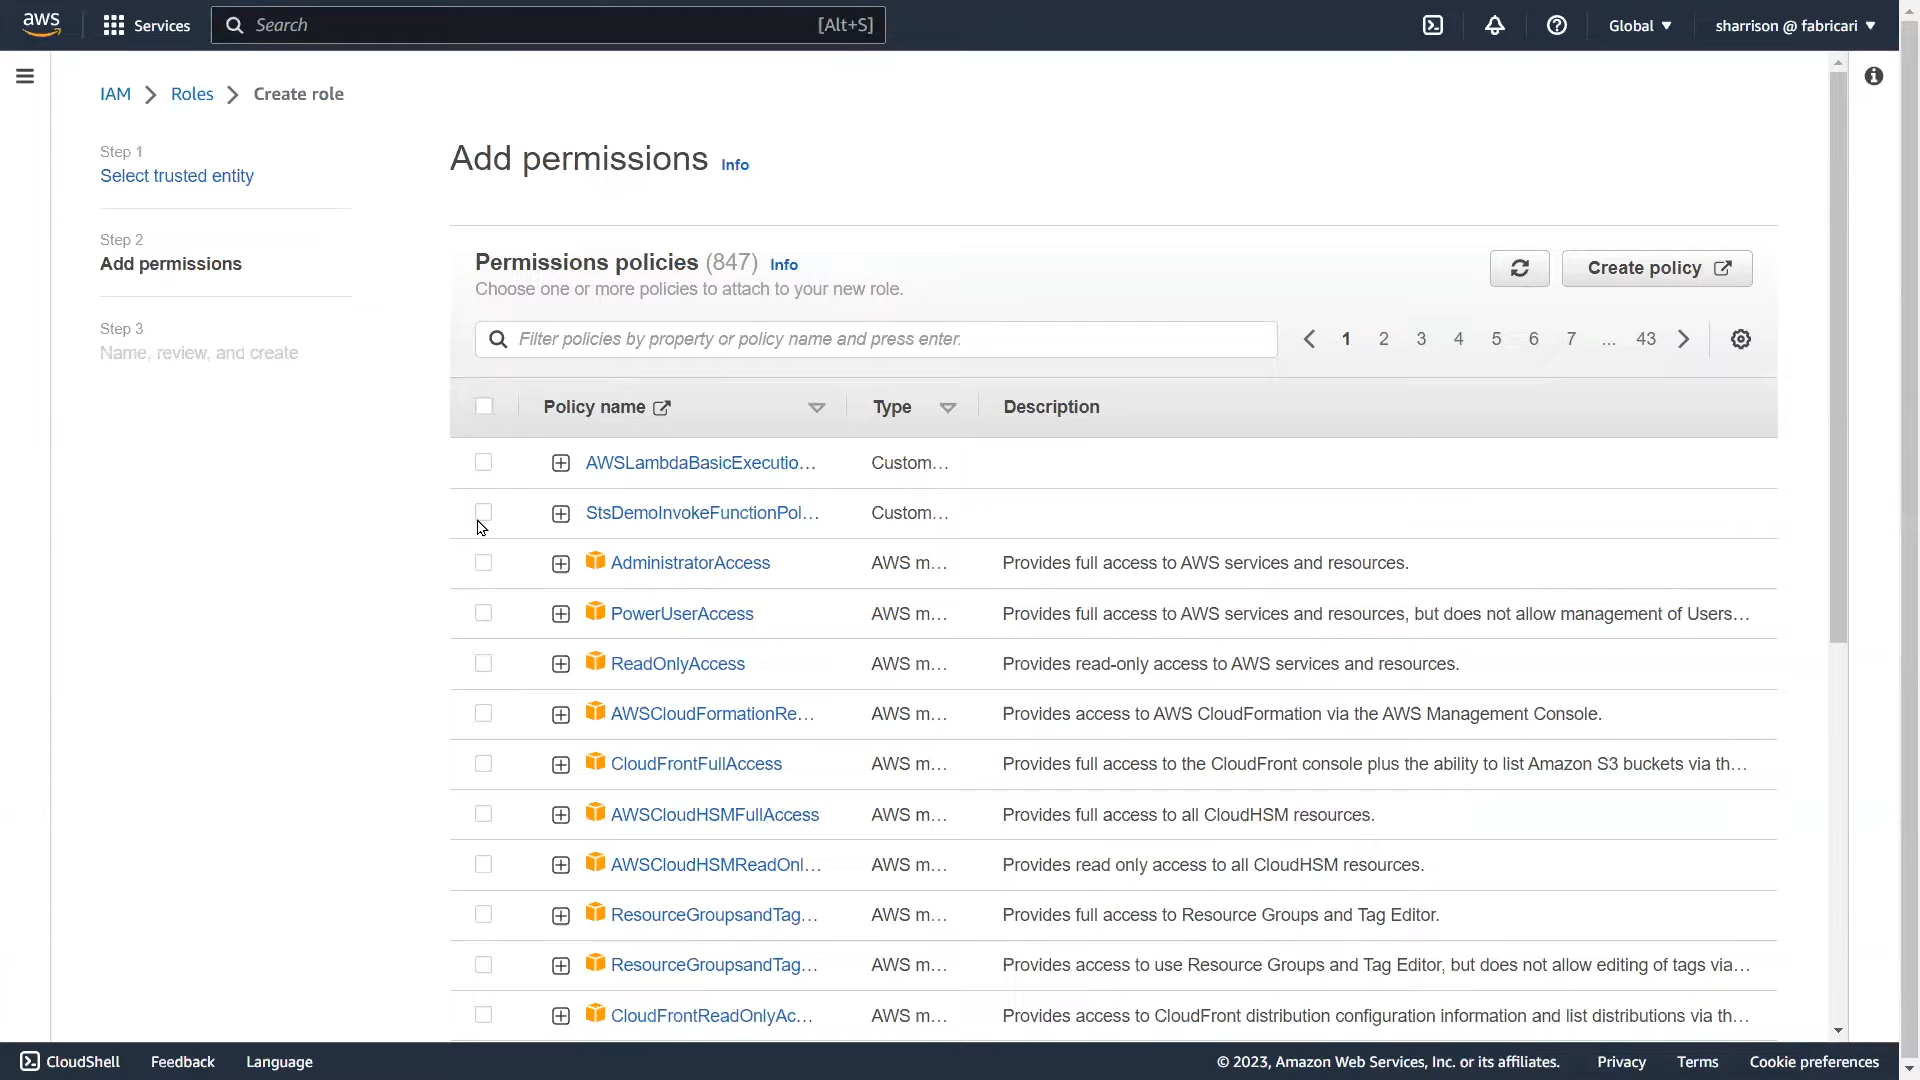 aws
Services
Search
[Alt+S]
Global
sharrison @ fabricari
IAM > Roles > Create role
Step 1
Select trusted entity
Step 2
Add permissions
Step 3
Name, review, and create
Add permissions Info
Permissions policies (847) Info
Choose one or more policies to attach to your new role.
Create policy
Filter policies by property or policy name and press enter.
1 2 3 4 5 6 7 ... 43
Policy name Type Description
AWSLambdaBasicExecutio... Custom...
StsDemoInvokeFunctionPol... Custom...
AdministratorAccess AWS m... Provides full access to AWS services and resources.
PowerUserAccess AWS m... Provides full access to AWS services and resources, but does not allow management of Users...
ReadOnlyAccess AWS m... Provides read-only access to AWS services and resources.
AWSCloudFormationRe... AWS m... Provides access to AWS CloudFormation via the AWS Management Console.
CloudFrontFullAccess AWS m... Provides full access to the CloudFront console plus the ability to list Amazon S3 buckets via th...
AWSCloudHSMFullAccess AWS m... Provides full access to all CloudHSM resources.
AWSCloudHSMReadOnl... AWS m... Provides read only access to all CloudHSM resources.
ResourceGroupsandTag... AWS m... Provides full access to Resource Groups and Tag Editor.
ResourceGroupsandTag... AWS m... Provides access to use Resource Groups and Tag Editor, but does not allow editing of tags via...
CloudFrontReadOnlyAc... AWS m... Provides access to CloudFront distribution configuration information and list distributions via th...
CloudShell Feedback Language © 2023, Amazon Web Services, Inc. or its affiliates. Privacy Terms Cookie preferences